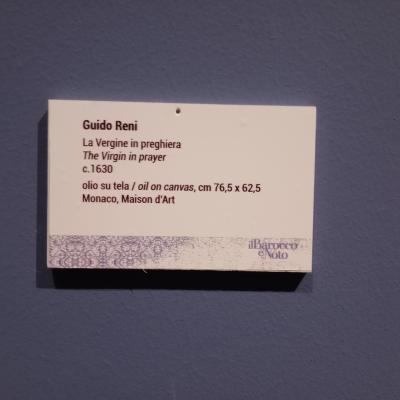 Guido Reni
La Vergine in preghiera
The Virgin in prayer
c.1630
olio su tela / oil on canvas, cm 76,5 x 62,5
Monaco, Maison d'Art
ilBarocco
èNoto